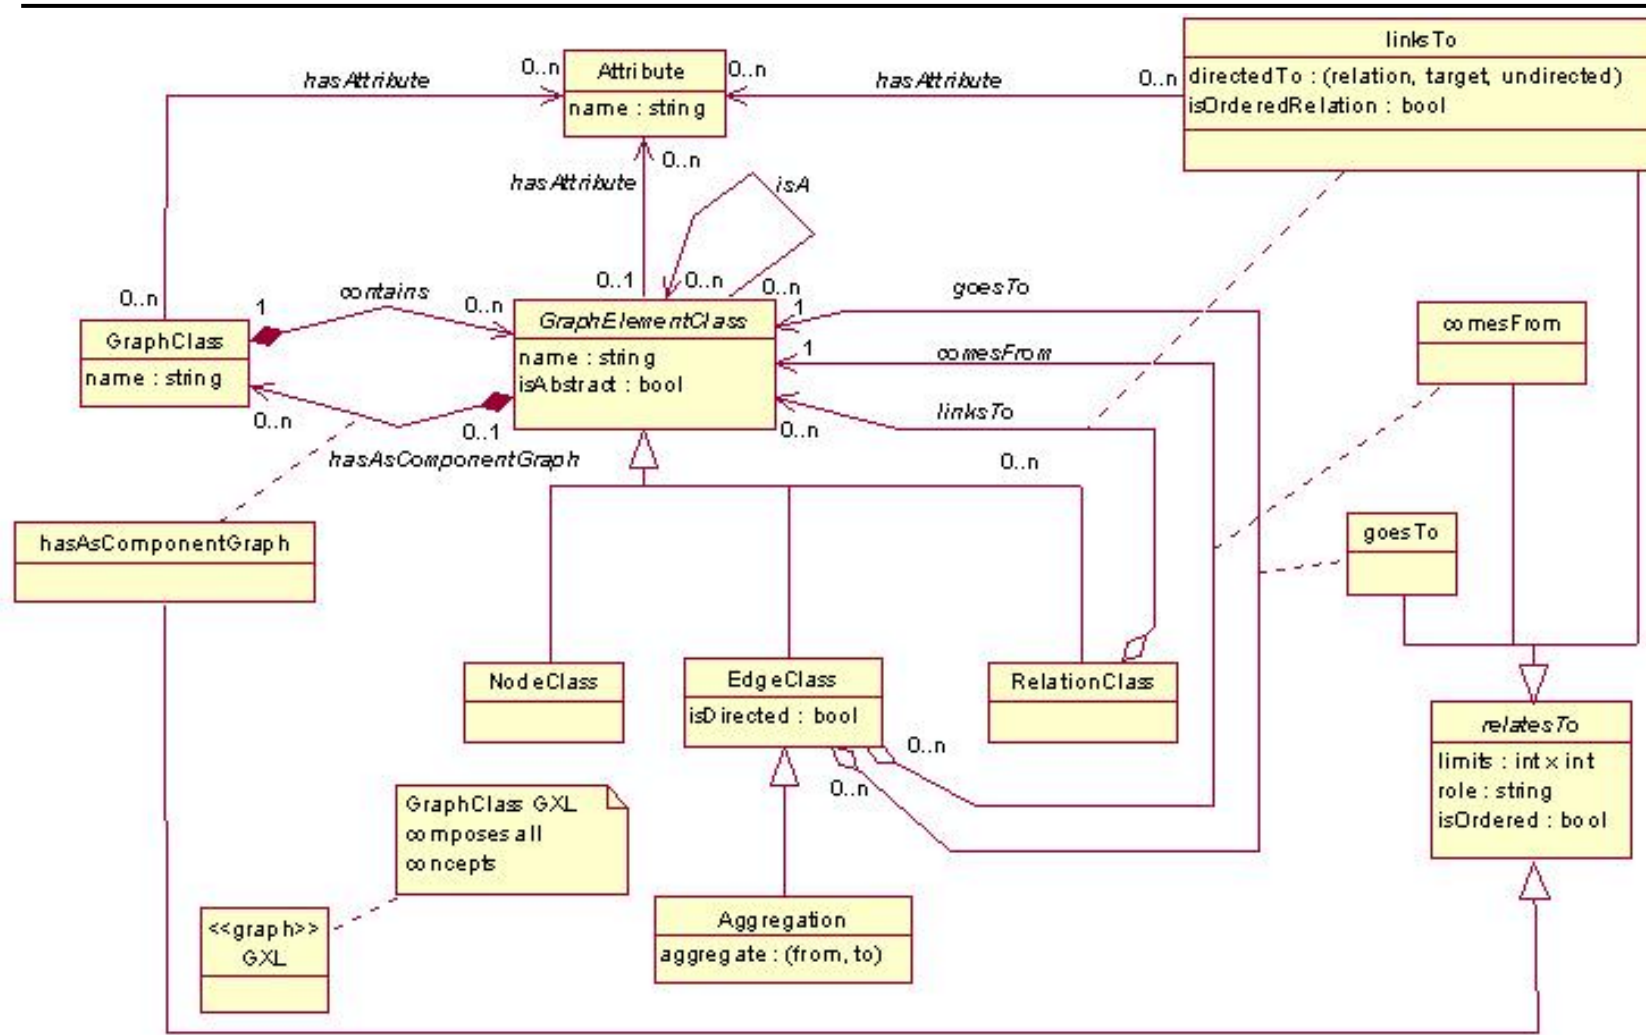 linksTo
directedTo : (relation, target, undirected)
isOrderedRelation : bool
hasAttribute
0..n
Attribute
name : string
0..n
hasAttribute
0..n
0..n
hasAttribute
isA
0..n
1
contains
0..n
0..1
0..n
0..n
1
goesTo
GraphClass
name : string
GraphElementClass
name : string
isAbstract : bool
1
comesFrom
comesFrom
0..n
0..1
hasAsComponentGraph
0..n
linksTo
0..n
hasAsComponentGraph
goesTo
NodeClass
EdgeClass
isDirected : bool
RelationClass
0..n
0..n
relatesTo
limits : int x int
role : string
isOrdered : bool
GraphClass GXL
composes all
concepts
<<graph>>
GXL
Aggregation
aggregate : (from, to)